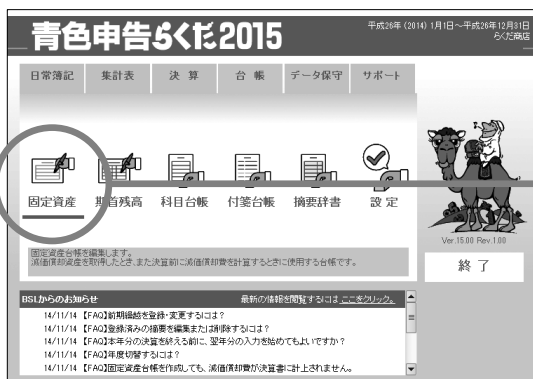 青色申告らくだ2015
平成26年 (2014) 1月1日～平成26年12月31日
らくだ商店
日常簿記 集計表 決算 台帳 データ保守 サポート
固定資産 期首残高 科目台帳 付箋台帳 摘要辞書 設定
Ver.15.00 Rev.1.00
固定資産台帳を編集します。
減価償却資産を取得したとき、また決算前に減価償却費を計算するときに使用する台帳です。
終了
BSLからのお知らせ 最新の情報を閲覧するには ここをクリック。
14/11/14 【FAQ】前期繰越を登録・変更するには？
14/11/14 【FAQ】登録済みの摘要を編集または削除するには？
14/11/14 【FAQ】本年分の決算を終える前に、翌年分の入力を始めてもよいですか？
14/11/14 【FAQ】年度切替するには？
14/11/14 【FAQ】固定資産台帳を作成しても、減価償却費が決算書に計上されません。